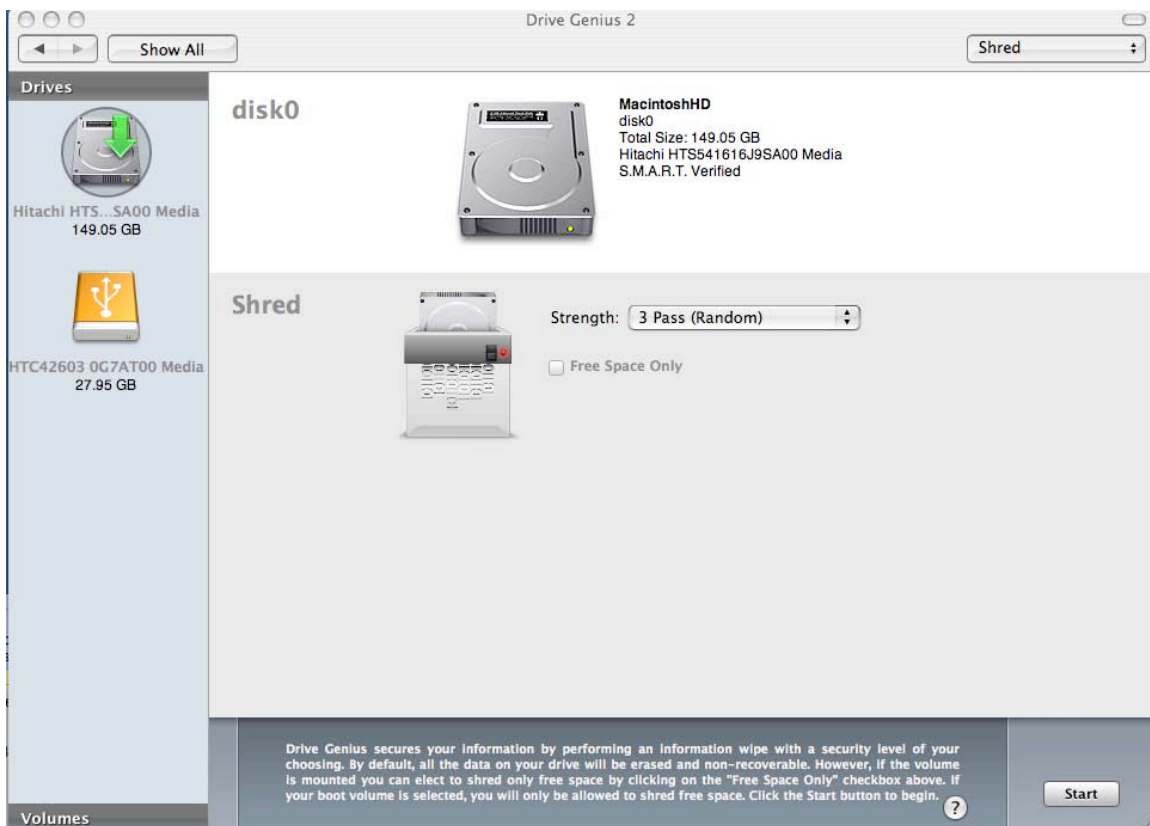 Drive Genius 2
Show All
Shred
Drives
Hitachi HTS...SA00 Media
149.05 GB
HTC42603 0G7AT00 Media
27.95 GB
Volumes
disk0
MacintoshHD
disk0
Total Size: 149.05 GB
Hitachi HTS541616J9SA00 Media
S.M.A.R.T. Verified
Shred
Strength: 3 Pass (Random)
Free Space Only
Drive Genius secures your information by performing an information wipe with a security level of your
choosing. By default, all the data on your drive will be erased and non-recoverable. However, if the volume
is mounted you can elect to shred only free space by clicking on the "Free Space Only" checkbox above. If
your boot volume is selected, you will only be allowed to shred free space. Click the Start button to begin.
?
Start